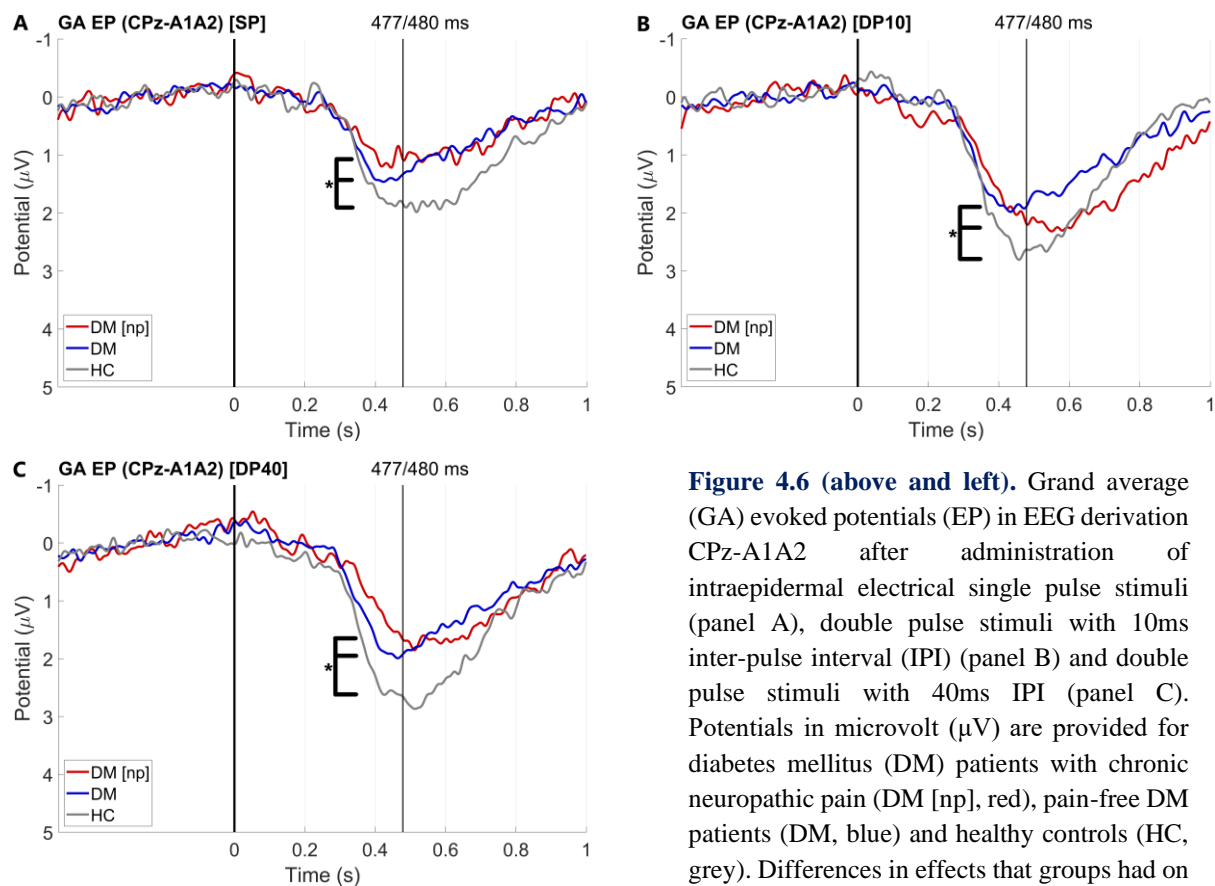 A GA EP (CPz-A1A2) [SP] 477/480 ms
-1
0
1
2
3
4
5
Potential (µV)
*
DM [np]
DM
HC
0 0.2 0.4 0.6 0.8 1
Time (s)
B GA EP (CPz-A1A2) [DP10] 477/480 ms
-1
0
1
2
3
4
5
Potential (µV)
*
DM [np]
DM
HC
0 0.2 0.4 0.6 0.8 1
Time (s)
C GA EP (CPz-A1A2) [DP40] 477/480 ms
-1
0
1
2
3
4
5
Potential (µV)
*
DM [np]
DM
HC
0 0.2 0.4 0.6 0.8 1
Time (s)
Figure 4.6 (above and left). Grand average
(GA) evoked potentials (EP) in EEG derivation
CPz-A1A2 after administration of
intraepidermal electrical single pulse stimuli
(panel A), double pulse stimuli with 10ms
inter-pulse interval (IPI) (panel B) and double
pulse stimuli with 40ms IPI (panel C).
Potentials in microvolt (µV) are provided for
diabetes mellitus (DM) patients with chronic
neuropathic pain (DM [np], red), pain-free DM
patients (DM, blue) and healthy controls (HC,
grey). Differences in effects that groups had on